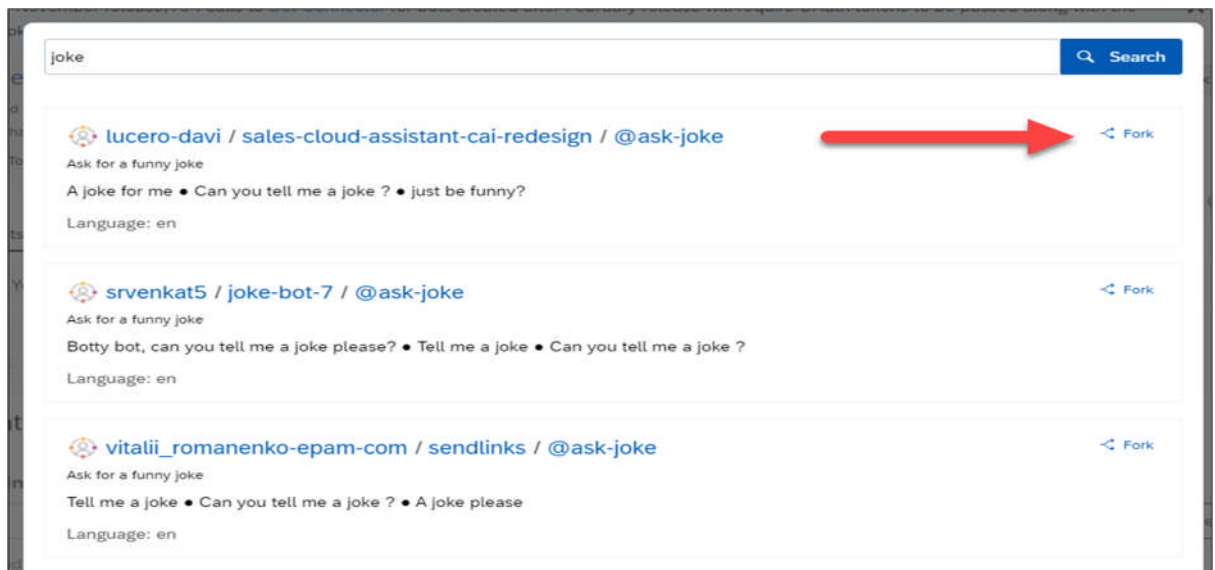 joke
Search
lucero-davi / sales-cloud-assistant-cai-redesign / @ask-joke
Fork
Ask for a funny joke
A joke for me ● Can you tell me a joke ? ● just be funny?
Language: en
srvenkat5 / joke-bot-7 / @ask-joke
Fork
Ask for a funny joke
Botty bot, can you tell me a joke please? ● Tell me a joke ● Can you tell me a joke ?
Language: en
vitalii_romanenko-epam-com / sendlinks / @ask-joke
Fork
Ask for a funny joke
Tell me a joke ● Can you tell me a joke ? ● A joke please
Language: en